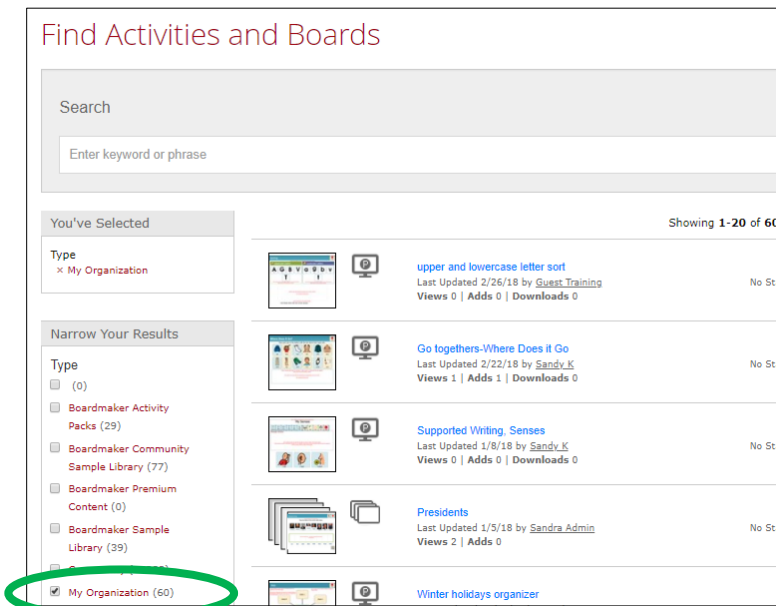 Find Activities and Boards
Search
Enter keyword or phrase
You've Selected
Type
× My Organization
Narrow Your Results
Type
(0)
Boardmaker Activity
Packs (29)
Boardmaker Community
Sample Library (77)
Boardmaker Premium
Content (0)
Boardmaker Sample
Library (39)
My Organization (60)
Showing 1-20 of 60
upper and lowercase letter sort
Last Updated 2/26/18 by Guest Training
Views 0 | Adds 0 | Downloads 0
No St
Go togethers-Where Does it Go
Last Updated 2/22/18 by Sandy K
Views 1 | Adds 1 | Downloads 0
No St
Supported Writing, Senses
Last Updated 1/8/18 by Sandy K
Views 0 | Adds 0 | Downloads 0
No St
Presidents
Last Updated 1/5/18 by Sandra Admin
Views 2 | Adds 0
No St
Winter holidays organizer